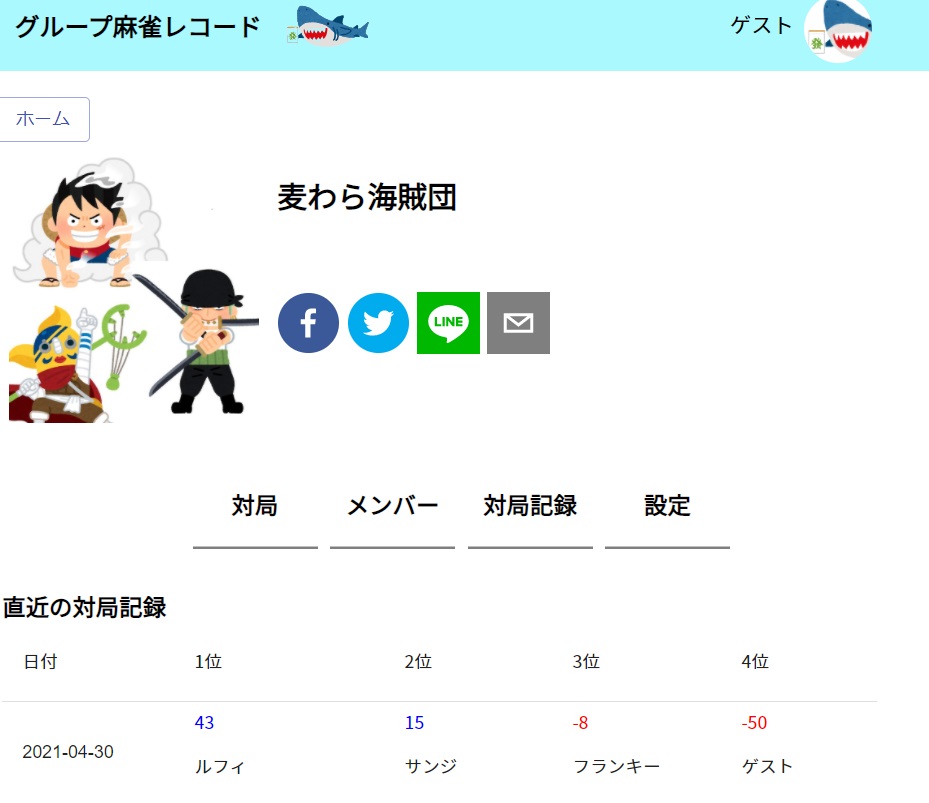 グループ麻雀レコード
ゲスト
ホーム
麦わら海賊団
LINE
対局 メンバー 対局記録 設定
直近の対局記録
日付 1位 2位 3位 4位
43 15 -8 -50
2021-04-30
ルフィ サンジ フランキー ゲスト